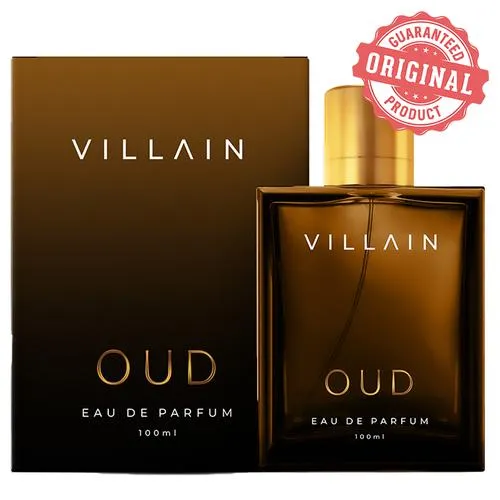 VILLAIN
OUD
EAU DE PARFUM
100ml
GUARANTEED
ORIGINAL
PRODUCT
VILLAIN
OUD
EAU DE PARFUM
100ml